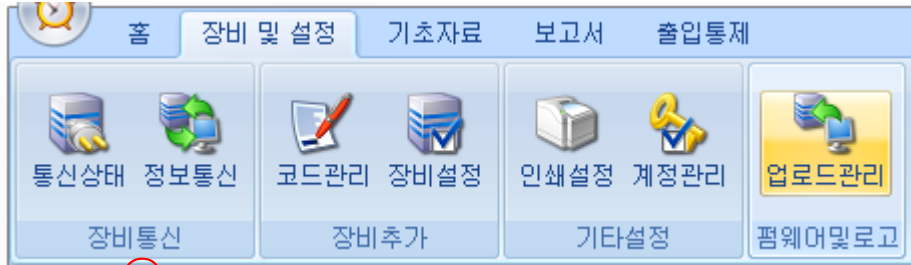 홈 장비 및 설정 기초자료 보고서 출입통제
통신상태 정보통신 코드관리 장비설정 인쇄설정 계정관리 업로드관리
장비통신 장비추가 기타설정 펌웨어및로고